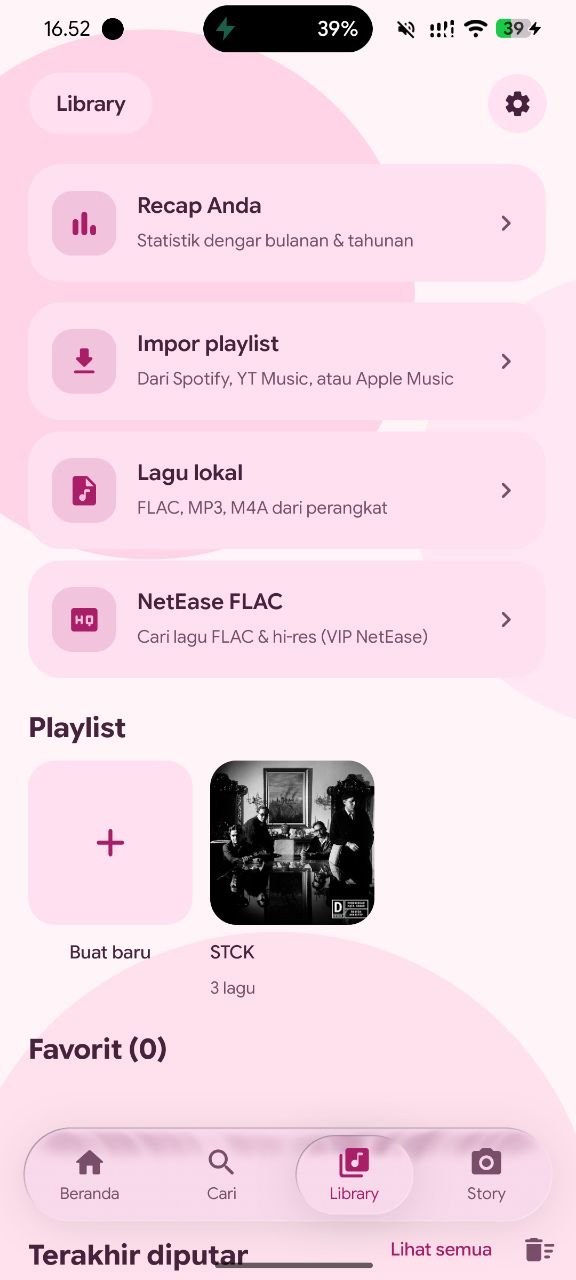 16.52
39%
39
Library
Recap Anda
Statistik dengar bulanan & tahunan
Impor playlist
Dari Spotify, YT Music, atau Apple Music
Lagu lokal
FLAC, MP3, M4A dari perangkat
HQ
NetEase FLAC
Cari lagu FLAC & hi-res (VIP NetEase)
Playlist
D
Buat baru
STCK
3 lagu
Favorit (0)
Beranda
Cari
Library
Story
Terakhir diputar
Lihat semua